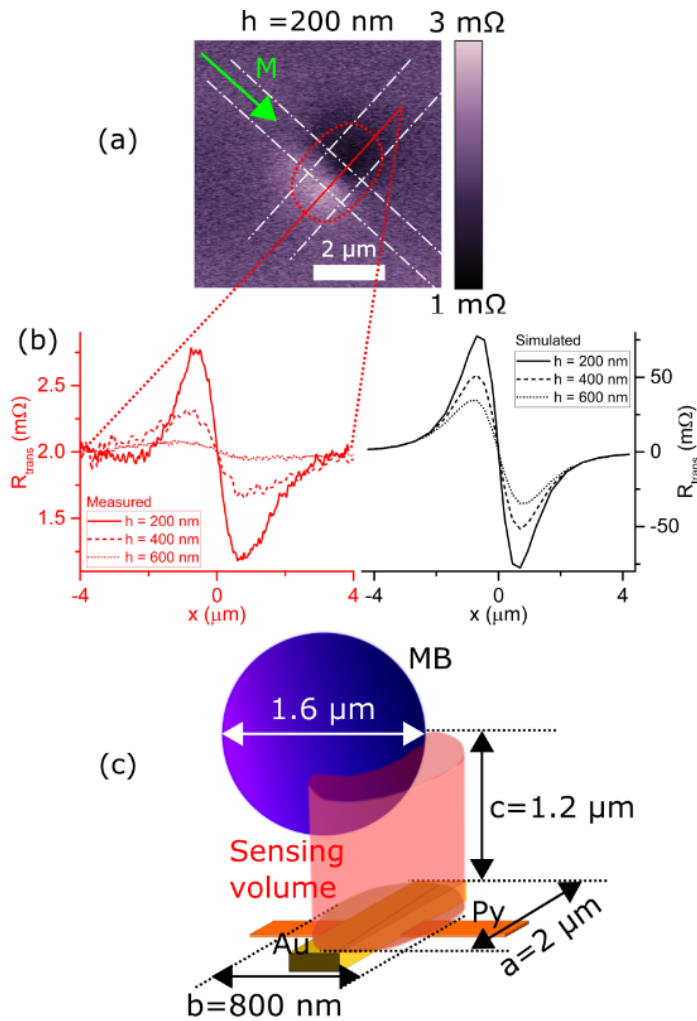 h =200 nm
3 mΩ
M
(a)
2 μm
1 mΩ
(b)
2.5
2.0
1.5
R_trans (mΩ)
Measured
h = 200 nm
h = 400 nm
h = 600 nm
-4
0
4
x (μm)
Simulated
h = 200 nm
h = 400 nm
h = 600 nm
50
0
-50
R_trans (mΩ)
-4
0
4
x (μm)
MB
1.6 μm
(c)
c=1.2 μm
Sensing
volume
Py
Au
a=2 μm
b=800 nm